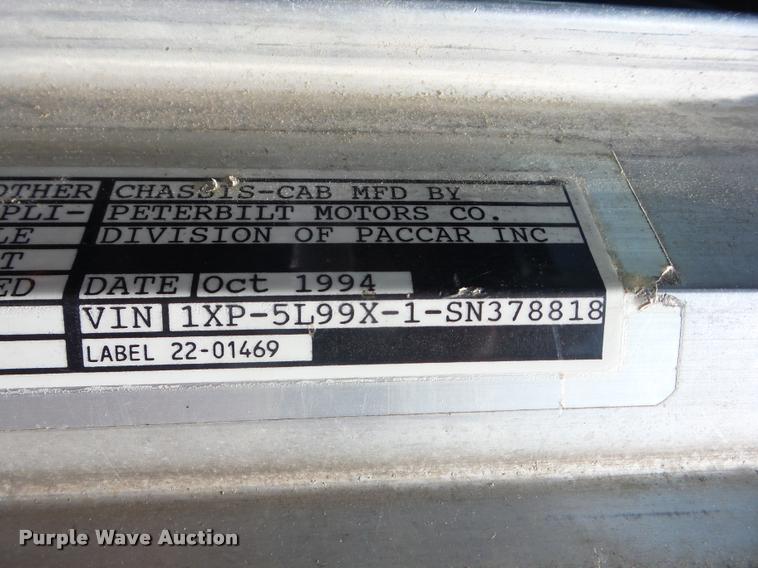 OTHER CHASSIS-CAB MFD BY
PLI- PETERBILT MOTORS CO.
LE DIVISION OF PACCAR INC
T
ED DATE Oct 1994
VIN 1XP-5L99X-1-SN378818
LABEL 22-01469
Purple Wave Auction